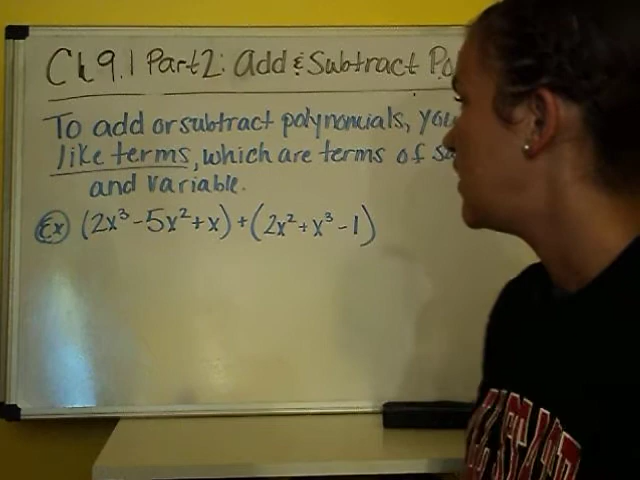 Ch 9.1 Part 2: Add & Subtract Po
To add or subtract polynomials, you
like terms, which are terms of sa
and variable.
Ex (2x³ - 5x² + x) + (2x² + x³ - 1)